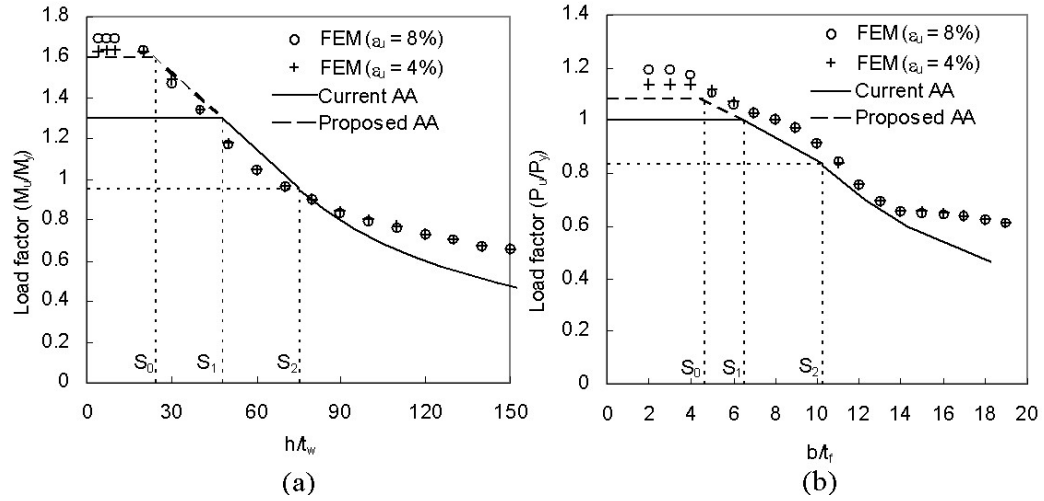 1.8
1.6
1.4
1.2
1
0.8
0.6
0.4
0.2
0
Load factor (Mu/My)
FEM (εu = 8%)
FEM (εu = 4%)
Current AA
Proposed AA
S0
S1
S2
0 30 60 90 120 150
h/tw
(a)
1.4
1.2
1
0.8
0.6
0.4
0.2
0
Load factor (Pu/Py)
FEM (εu = 8%)
FEM (εu = 4%)
Current AA
Proposed AA
S0
S1
S2
0 2 4 6 8 10 12 14 16 18 20
b/tf
(b)